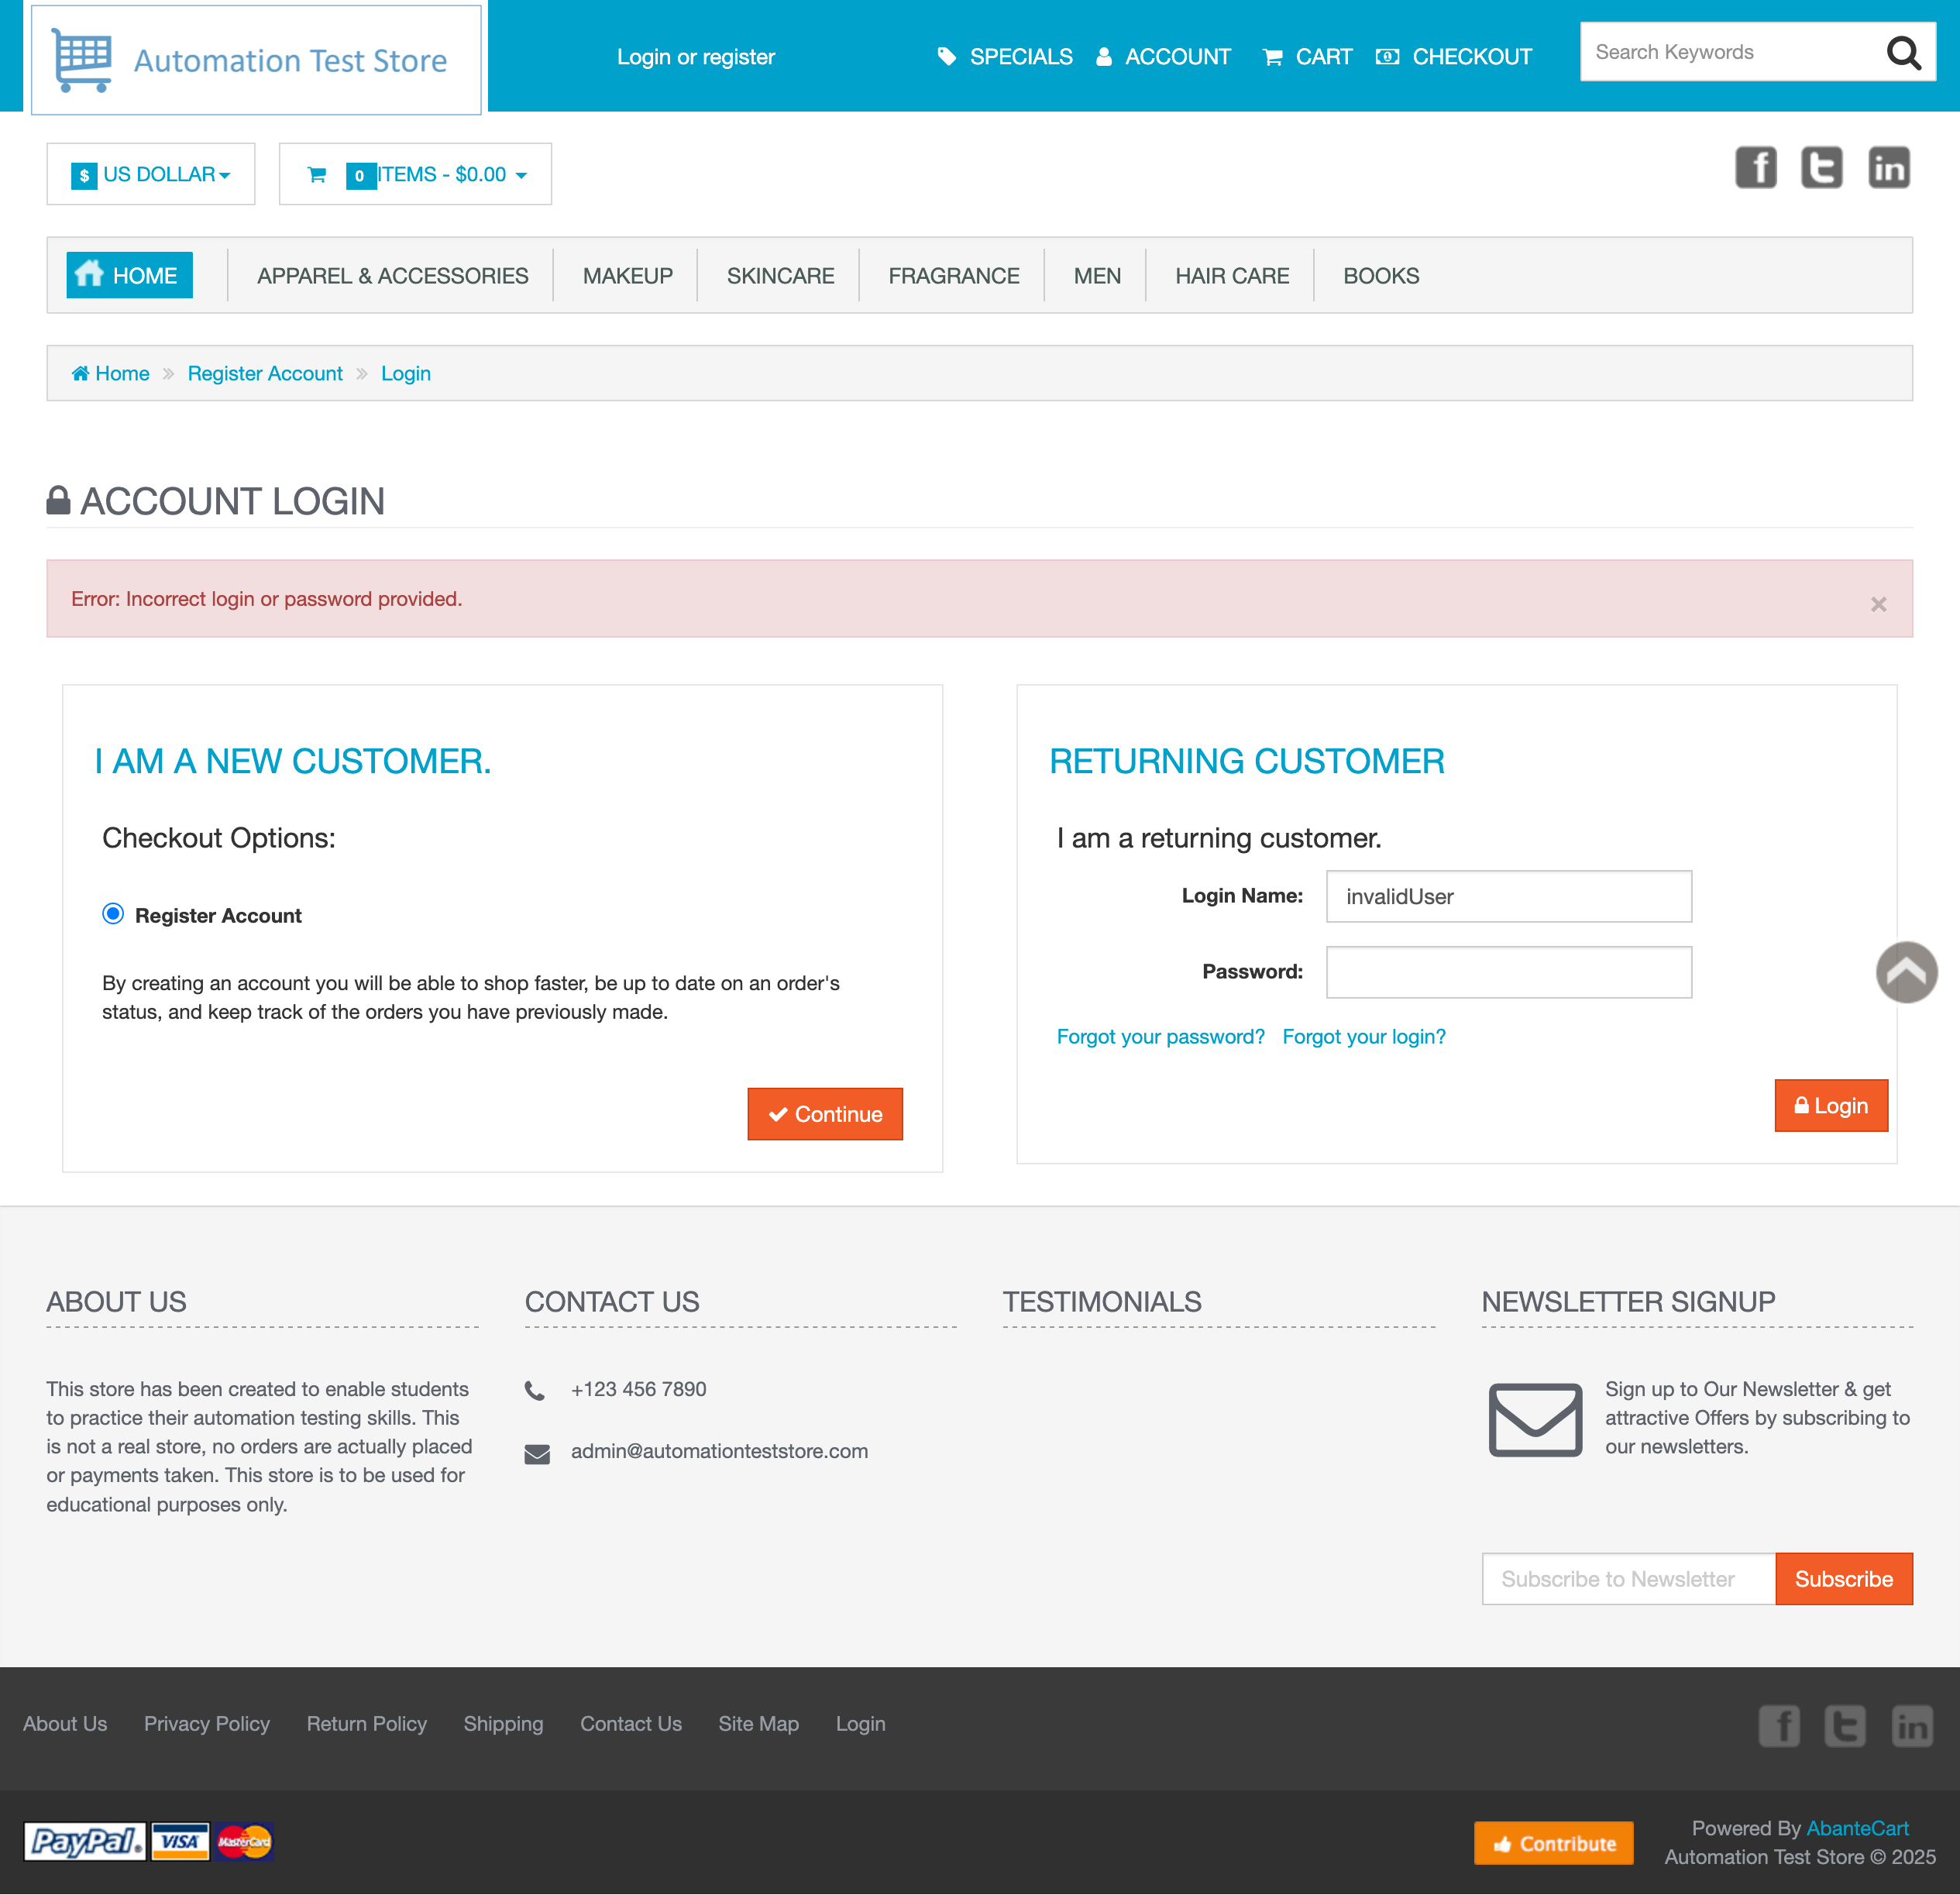 Automation Test Store
Login or register
SPECIALS
ACCOUNT
CART
CHECKOUT
Search Keywords
$ US DOLLAR
0 ITEMS - $0.00
f t in
HOME
APPAREL & ACCESSORIES
MAKEUP
SKINCARE
FRAGRANCE
MEN
HAIR CARE
BOOKS
Home » Register Account » Login
ACCOUNT LOGIN
Error: Incorrect login or password provided.
×
I AM A NEW CUSTOMER.
Checkout Options:
Register Account
By creating an account you will be able to shop faster, be up to date on an order's
status, and keep track of the orders you have previously made.
Continue
RETURNING CUSTOMER
I am a returning customer.
Login Name: invalidUser
Password:
Forgot your password? Forgot your login?
Login
ABOUT US
This store has been created to enable students
to practice their automation testing skills. This
is not a real store, no orders are actually placed
or payments taken. This store is to be used for
educational purposes only.
CONTACT US
+123 456 7890
admin@automationteststore.com
TESTIMONIALS
NEWSLETTER SIGNUP
Sign up to Our Newsletter & get
attractive Offers by subscribing to
our newsletters.
Subscribe to Newsletter
Subscribe
About Us
Privacy Policy
Return Policy
Shipping
Contact Us
Site Map
Login
f t in
PayPal VISA MasterCard
Contribute
Powered By AbanteCart
Automation Test Store © 2025